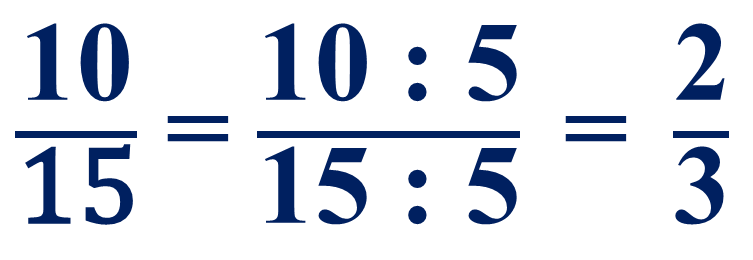 10/15 = (10 : 5)/(15 : 5) = 2/3